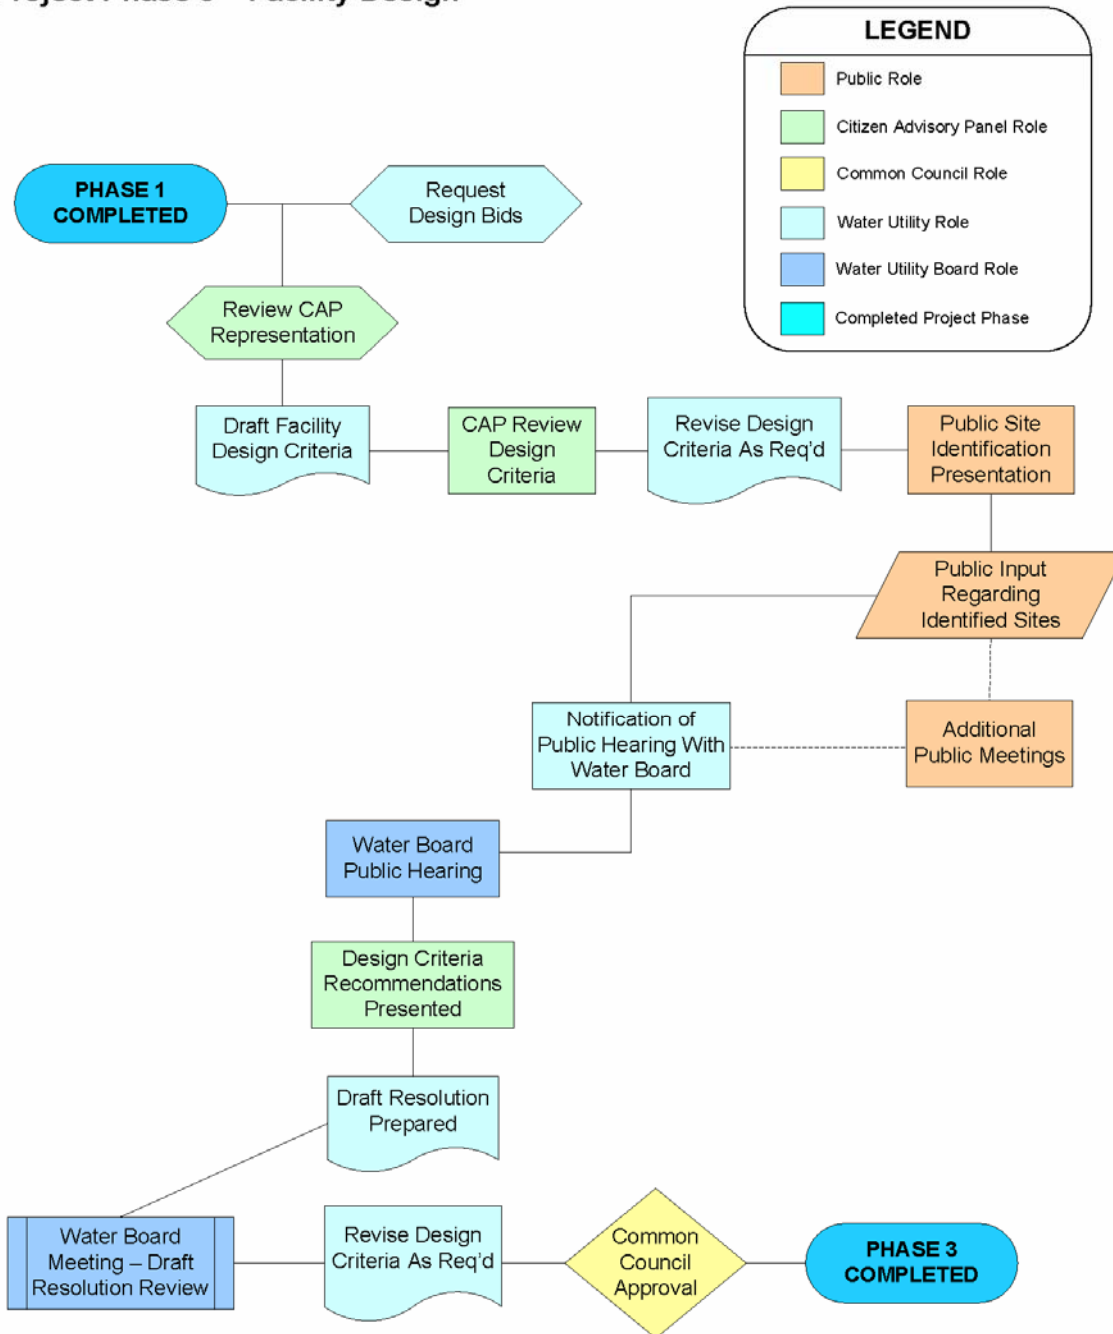 LEGEND
Public Role
Citizen Advisory Panel Role
Common Council Role
Water Utility Role
Water Utility Board Role
Completed Project Phase
PHASE 1
COMPLETED
Request
Design Bids
Review CAP
Representation
Draft Facility
Design Criteria
CAP Review
Design
Criteria
Revise Design
Criteria As Req'd
Public Site
Identification
Presentation
Public Input
Regarding
Identified Sites
Notification of
Public Hearing With
Water Board
Additional
Public Meetings
Water Board
Public Hearing
Design Criteria
Recommendations
Presented
Draft Resolution
Prepared
Water Board
Meeting – Draft
Resolution Review
Revise Design
Criteria As Req'd
Common
Council
Approval
PHASE 3
COMPLETED